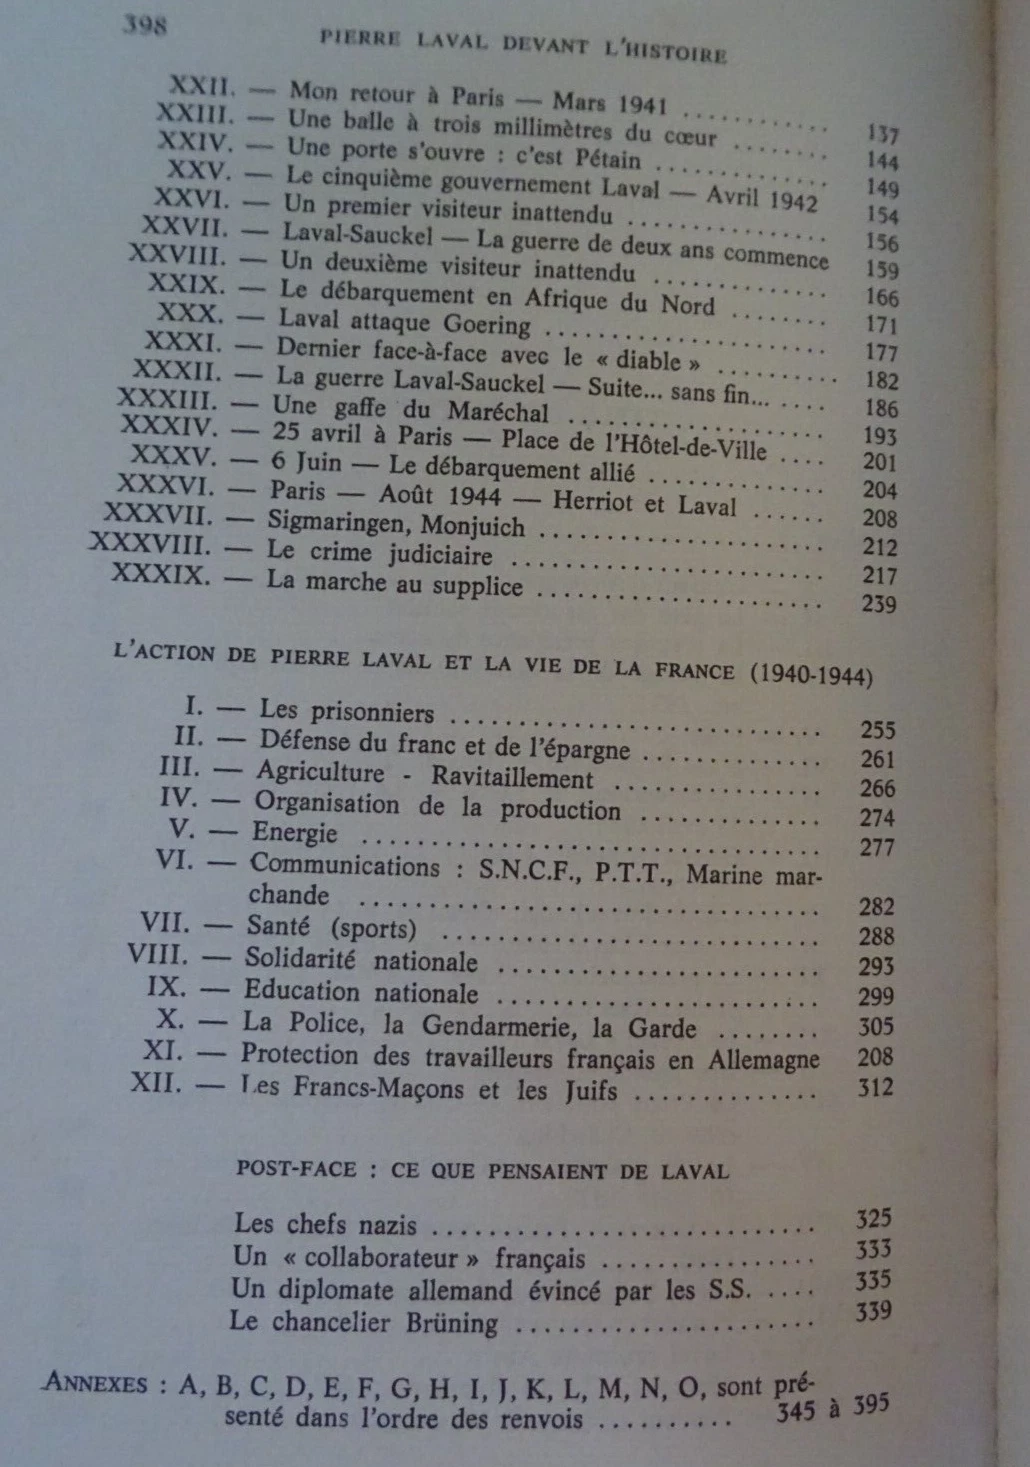 398 PIERRE LAVAL DEVANT L'HISTOIRE
XXII. — Mon retour à Paris — Mars 1941 ............ 137
XXIII. — Une balle à trois millimètres du cœur ........ 144
XXIV. — Une porte s'ouvre : c'est Pétain ............. 149
XXV. — Le cinquième gouvernement Laval — Avril 1942 154
XXVI. — Un premier visiteur inattendu ............... 156
XXVII. — Laval-Sauckel — La guerre de deux ans commence 159
XXVIII. — Un deuxième visiteur inattendu ............. 166
XXIX. — Le débarquement en Afrique du Nord ........ 171
XXX. — Laval attaque Goering ..................... 177
XXXI. — Dernier face-à-face avec le « diable » .......... 182
XXXII. — La guerre Laval-Sauckel — Suite... sans fin... .... 186
XXXIII. — Une gaffe du Maréchal ................... 193
XXXIV. — 25 avril à Paris — Place de l'Hôtel-de-Ville .... 201
XXXV. — 6 Juin — Le débarquement allié ............. 204
XXXVI. — Paris — Août 1944 — Herriot et Laval ...... 208
XXXVII. — Sigmaringen, Monjuich ..................... 212
XXXVIII. — Le crime judiciaire ....................... 217
XXXIX. — La marche au supplice ..................... 239
L'ACTION DE PIERRE LAVAL ET LA VIE DE LA FRANCE (1940-1944)
I. — Les prisonniers ............................ 255
II. — Défense du franc et de l'épargne .............. 261
III. — Agriculture - Ravitaillement ................ 266
IV. — Organisation de la production .............. 274
V. — Energie .................................. 277
VI. — Communications : S.N.C.F., P.T.T., Marine mar-
chande .................................. 282
VII. — Santé (sports) ............................ 288
VIII. — Solidarité nationale ........................ 293
IX. — Education nationale ........................ 299
X. — La Police, la Gendarmerie, la Garde ........ 305
XI. — Protection des travailleurs français en Allemagne 208
XII. — Les Francs-Maçons et les Juifs .............. 312
POST-FACE : CE QUE PENSAIENT DE LAVAL
Les chefs nazis ............................. 325
Un « collaborateur » français ................ 333
Un diplomate allemand évincé par les S.S. .... 335
Le chancelier Brüning ....................... 339
ANNEXES : A, B, C, D, E, F, G, H, I, J, K, L, M, N, O, sont pré-
senté dans l'ordre des renvois .......... 345 à 395